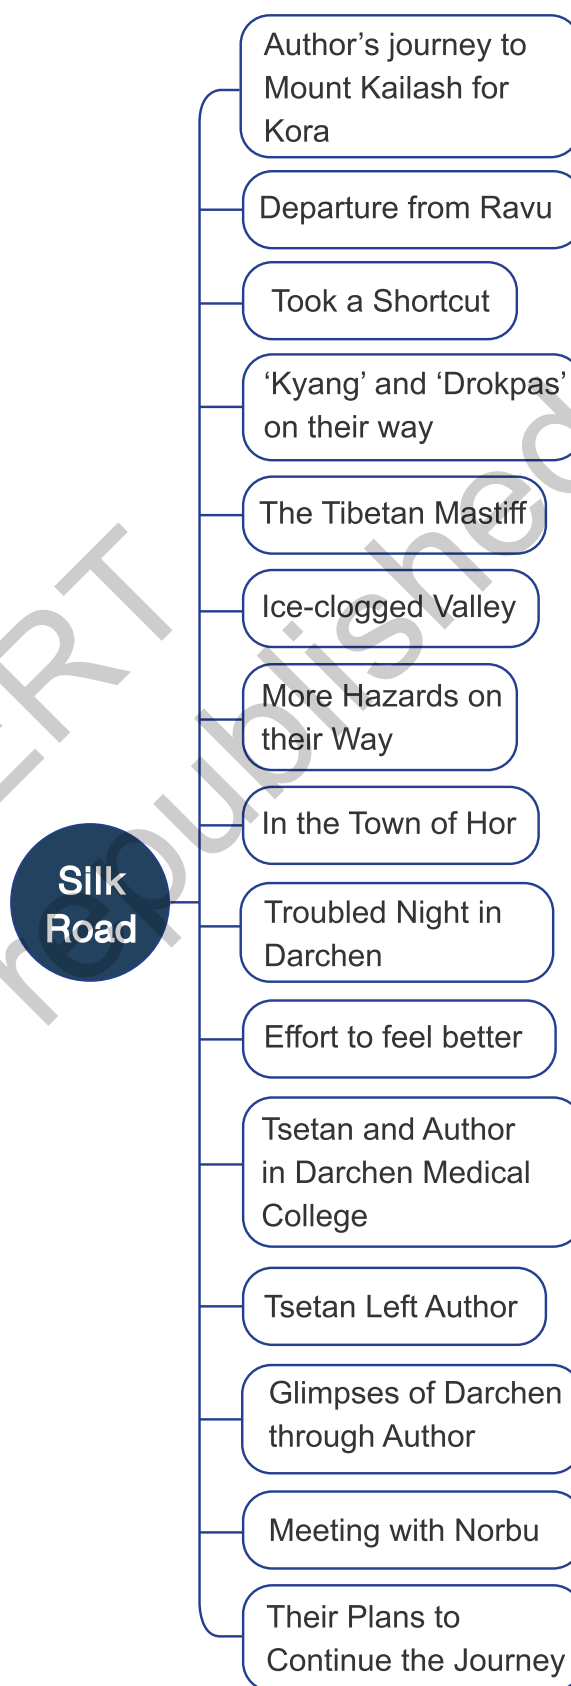 Author's journey to
Mount Kailash for
Kora
Departure from Ravu
Took a Shortcut
‘Kyang’ and ‘Drokpas’
on their way
The Tibetan Mastiff
Ice-clogged Valley
More Hazards on
their Way
In the Town of Hor
Silk
Road
Troubled Night in
Darchen
Effort to feel better
Tsetan and Author
in Darchen Medical
College
Tsetan Left Author
Glimpses of Darchen
through Author
Meeting with Norbu
Their Plans to
Continue the Journey
ERT
republished